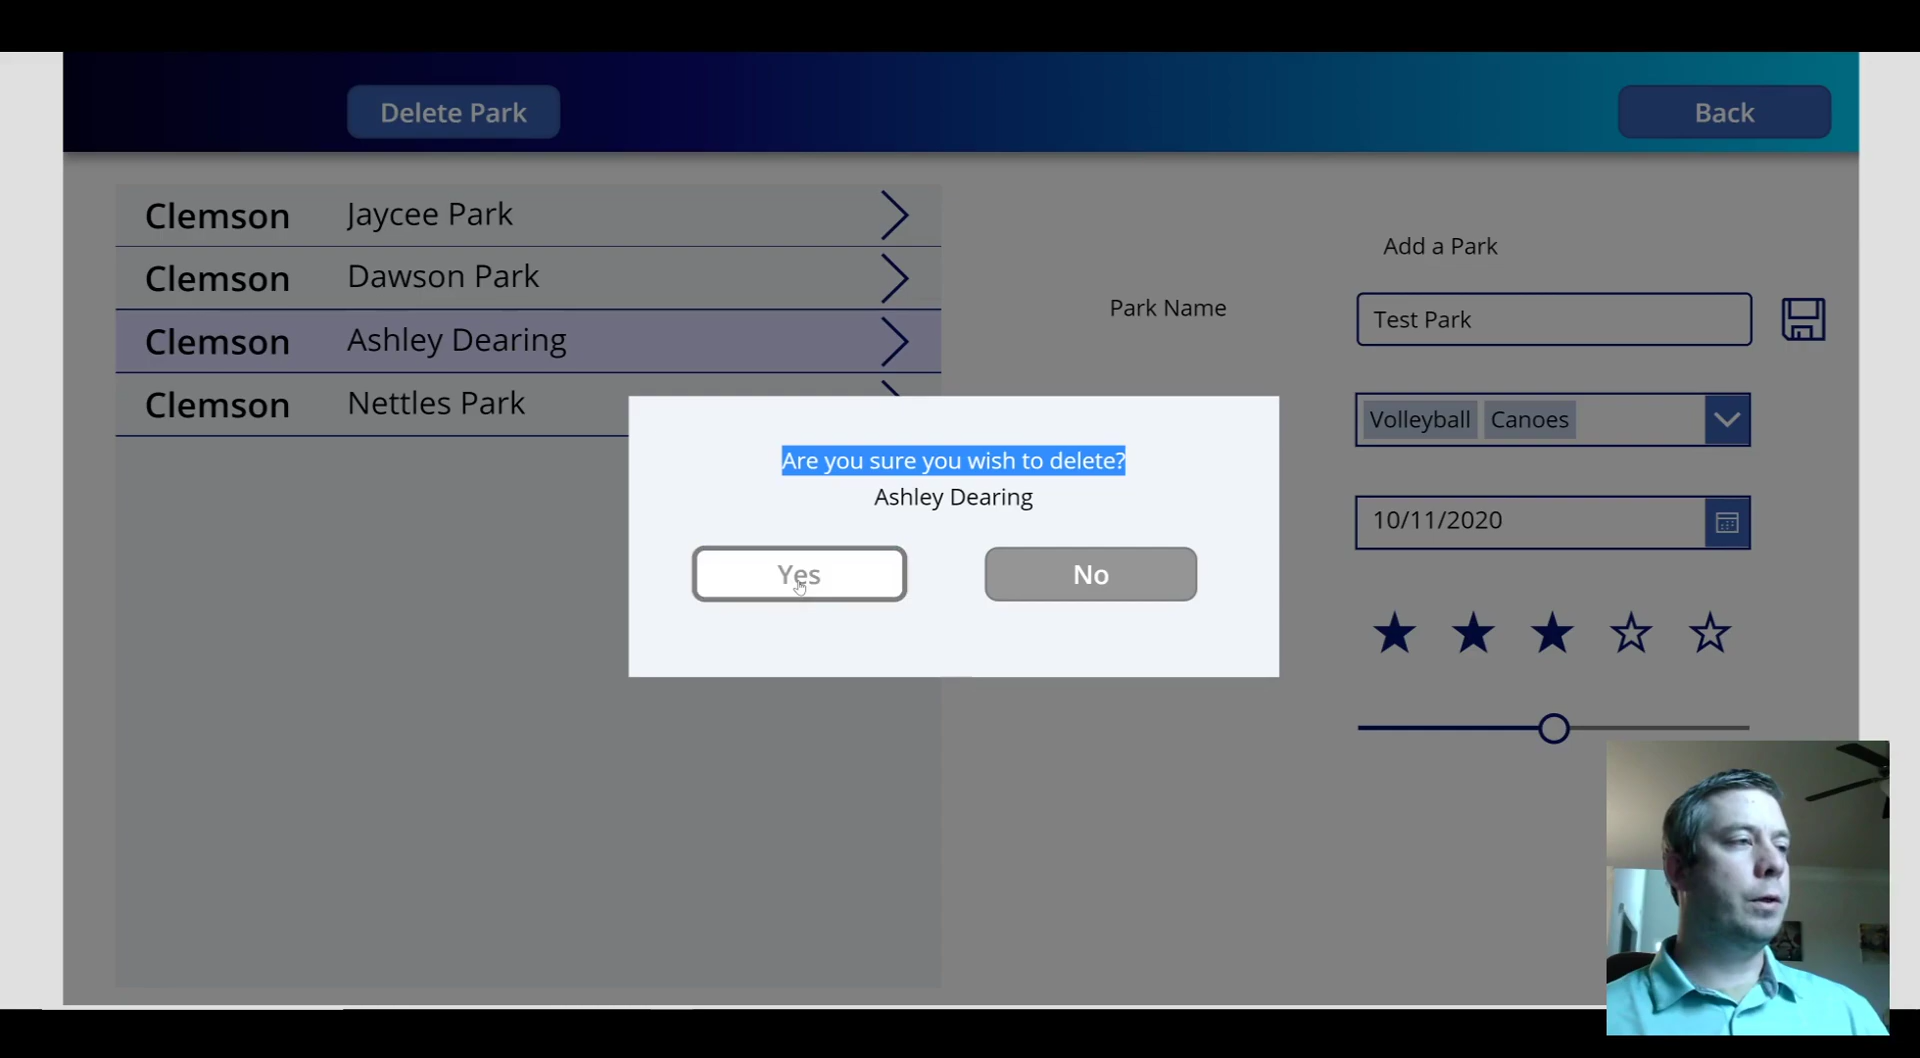 Delete Park
Back
Clemson Jaycee Park
Clemson Dawson Park
Clemson Ashley Dearing
Clemson Nettles Park
Add a Park
Park Name
Test Park
Volleyball Canoes
10/11/2020
Are you sure you wish to delete?
Ashley Dearing
Yes
No